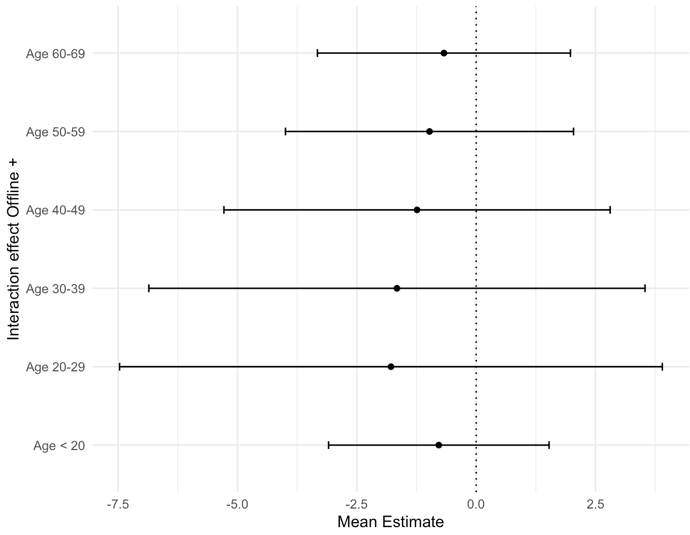 Interaction effect Offline +
Age 60-69
Age 50-59
Age 40-49
Age 30-39
Age 20-29
Age < 20
-7.5 -5.0 -2.5 0.0 2.5
Mean Estimate